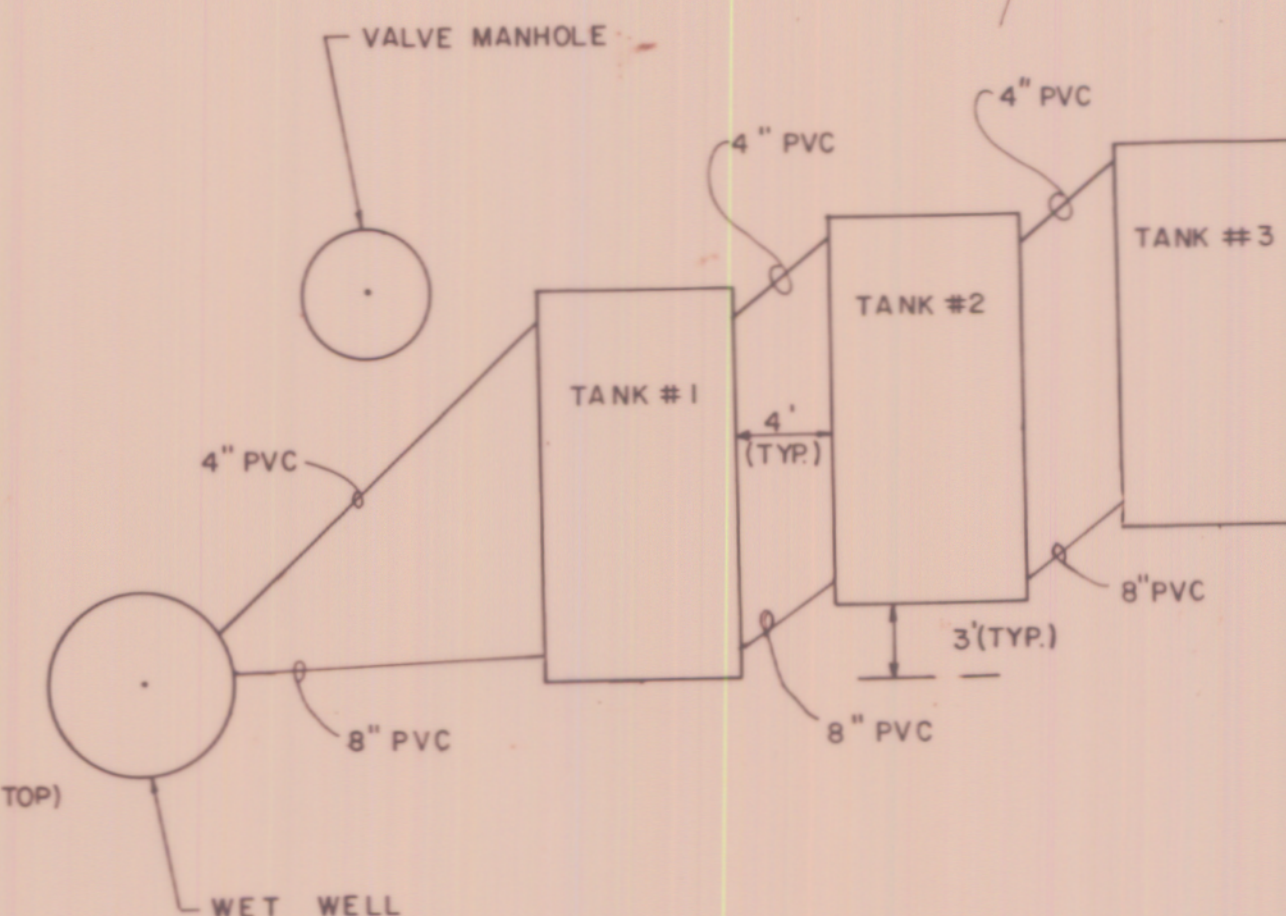 VALVE MANHOLE
4" PVC
4" PVC
TANK #3
TANK #2
TANK #1
4'
(TYP.)
4" PVC
8" PVC
3'(TYP.)
8" PVC
8" PVC
TOP)
WET WELL